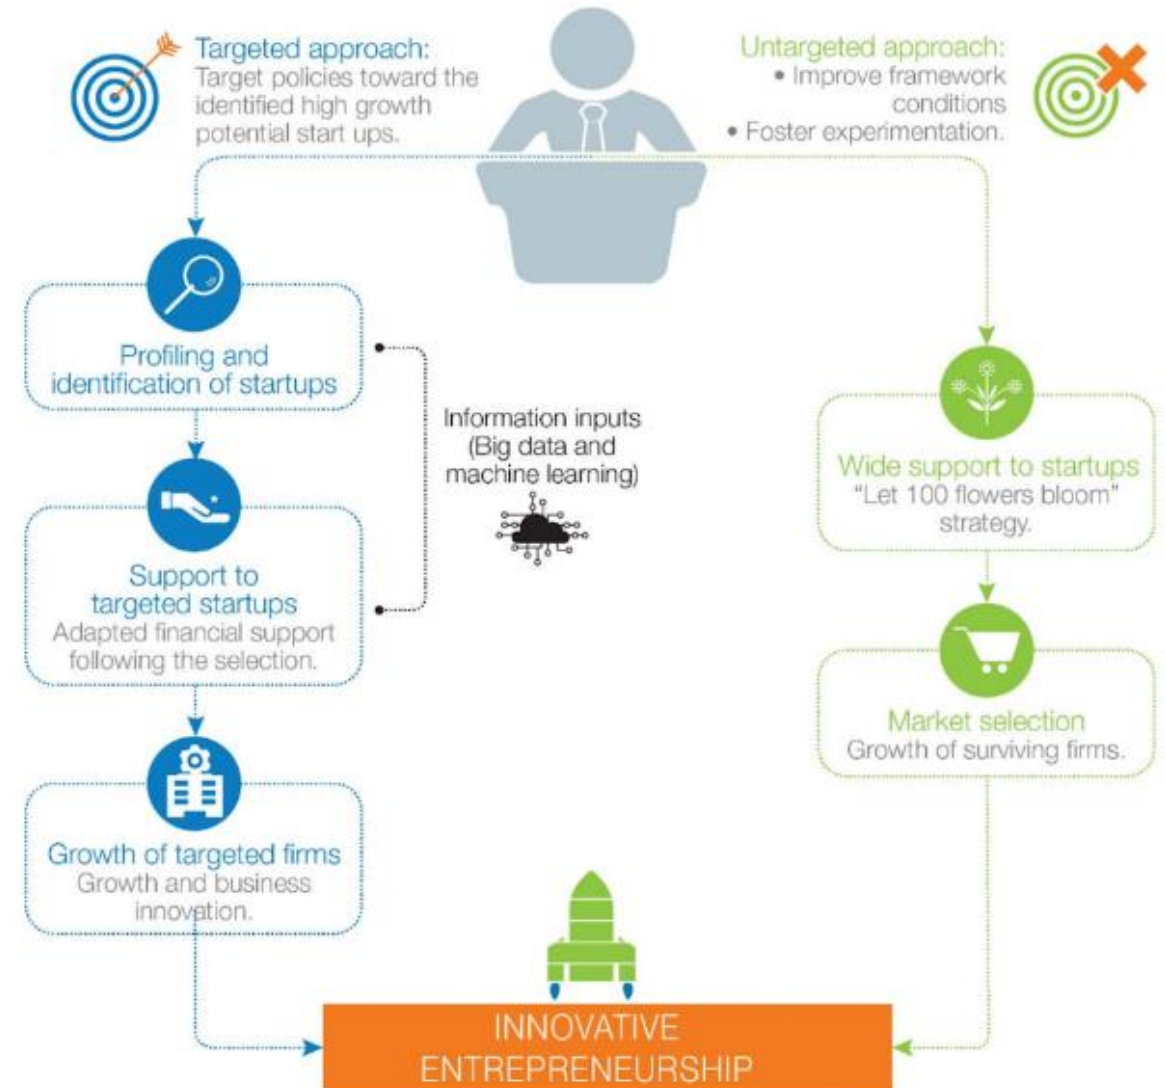 Targeted approach:
Target policies toward the
identified high growth
potential start ups.
Untargeted approach:
• Improve framework
conditions
• Foster experimentation.
Profiling and
identification of startups
Information inputs
(Big data and
machine learning)
Support to
targeted startups
Adapted financial support
following the selection.
Growth of targeted firms
Growth and business
innovation.
Wide support to startups
“Let 100 flowers bloom”
strategy.
Market selection
Growth of surviving firms.
INNOVATIVE
ENTREPRENEURSHIP